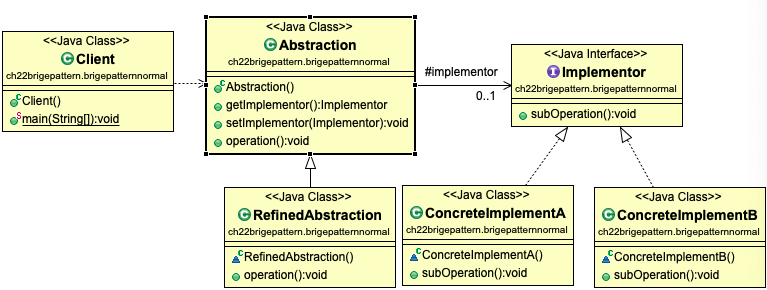 <<Java Class>>
Client
ch22brigepattern.brigepatternnormal
Client()
main(String[]):void
<<Java Class>>
Abstraction
ch22brigepattern.brigepatternnormal
Abstraction()
getImplementor():Implementor
setImplementor(Implementor):void
operation():void
#implementor
0..1
<<Java Interface>>
Implementor
ch22brigepattern.brigepatternnormal
subOperation():void
<<Java Class>>
RefinedAbstraction
ch22brigepattern.brigepatternnormal
RefinedAbstraction()
operation():void
<<Java Class>>
ConcreteImplementA
ch22brigepattern.brigepatternnormal
ConcreteImplementA()
subOperation():void
<<Java Class>>
ConcreteImplementB
ch22brigepattern.brigepatternnormal
ConcreteImplementB()
subOperation():void